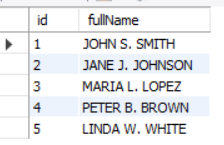 id fullName
1 JOHN S. SMITH
2 JANE J. JOHNSON
3 MARIA L. LOPEZ
4 PETER B. BROWN
5 LINDA W. WHITE